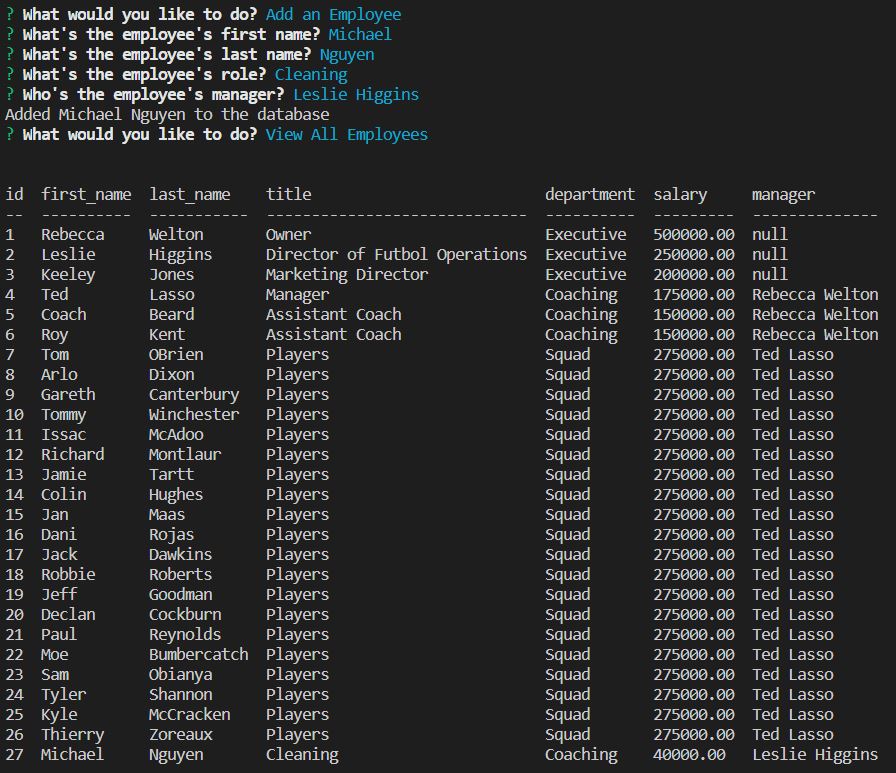 ? What would you like to do? Add an Employee
? What's the employee's first name? Michael
? What's the employee's last name? Nguyen
? What's the employee's role? Cleaning
? Who's the employee's manager? Leslie Higgins
Added Michael Nguyen to the database
? What would you like to do? View All Employees
id  first_name  last_name    title                          department  salary     manager
--  ----------  -----------  -----------------------------  ----------  ---------  --------------
1   Rebecca     Welton       Owner                          Executive   500000.00  null
2   Leslie      Higgins      Director of Futbol Operations  Executive   250000.00  null
3   Keeley      Jones        Marketing Director             Executive   200000.00  null
4   Ted         Lasso        Manager                        Coaching    175000.00  Rebecca Welton
5   Coach       Beard        Assistant Coach                Coaching    150000.00  Rebecca Welton
6   Roy         Kent         Assistant Coach                Coaching    150000.00  Rebecca Welton
7   Tom         OBrien       Players                        Squad       275000.00  Ted Lasso
8   Arlo        Dixon        Players                        Squad       275000.00  Ted Lasso
9   Gareth      Canterbury   Players                        Squad       275000.00  Ted Lasso
10  Tommy       Winchester   Players                        Squad       275000.00  Ted Lasso
11  Issac       McAdoo       Players                        Squad       275000.00  Ted Lasso
12  Richard     Montlaur     Players                        Squad       275000.00  Ted Lasso
13  Jamie       Tartt        Players                        Squad       275000.00  Ted Lasso
14  Colin       Hughes       Players                        Squad       275000.00  Ted Lasso
15  Jan         Maas         Players                        Squad       275000.00  Ted Lasso
16  Dani        Rojas        Players                        Squad       275000.00  Ted Lasso
17  Jack        Dawkins      Players                        Squad       275000.00  Ted Lasso
18  Robbie      Roberts      Players                        Squad       275000.00  Ted Lasso
19  Jeff        Goodman      Players                        Squad       275000.00  Ted Lasso
20  Declan      Cockburn     Players                        Squad       275000.00  Ted Lasso
21  Paul        Reynolds     Players                        Squad       275000.00  Ted Lasso
22  Moe         Bumbercatch  Players                        Squad       275000.00  Ted Lasso
23  Sam         Obianya      Players                        Squad       275000.00  Ted Lasso
24  Tyler       Shannon      Players                        Squad       275000.00  Ted Lasso
25  Kyle        McCracken    Players                        Squad       275000.00  Ted Lasso
26  Thierry     Zoreaux      Players                        Squad       275000.00  Ted Lasso
27  Michael     Nguyen       Cleaning                       Coaching    40000.00   Leslie Higgins